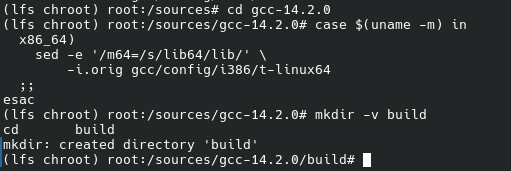 (lfs chroot) root:/sources# cd gcc-14.2.0
(lfs chroot) root:/sources/gcc-14.2.0# case $(uname -m) in
  x86_64)
    sed -e '/m64=/s/lib64/lib/' \
        -i.orig gcc/config/i386/t-linux64
  ;;
esac
(lfs chroot) root:/sources/gcc-14.2.0# mkdir -v build
cd       build
mkdir: created directory 'build'
(lfs chroot) root:/sources/gcc-14.2.0/build#